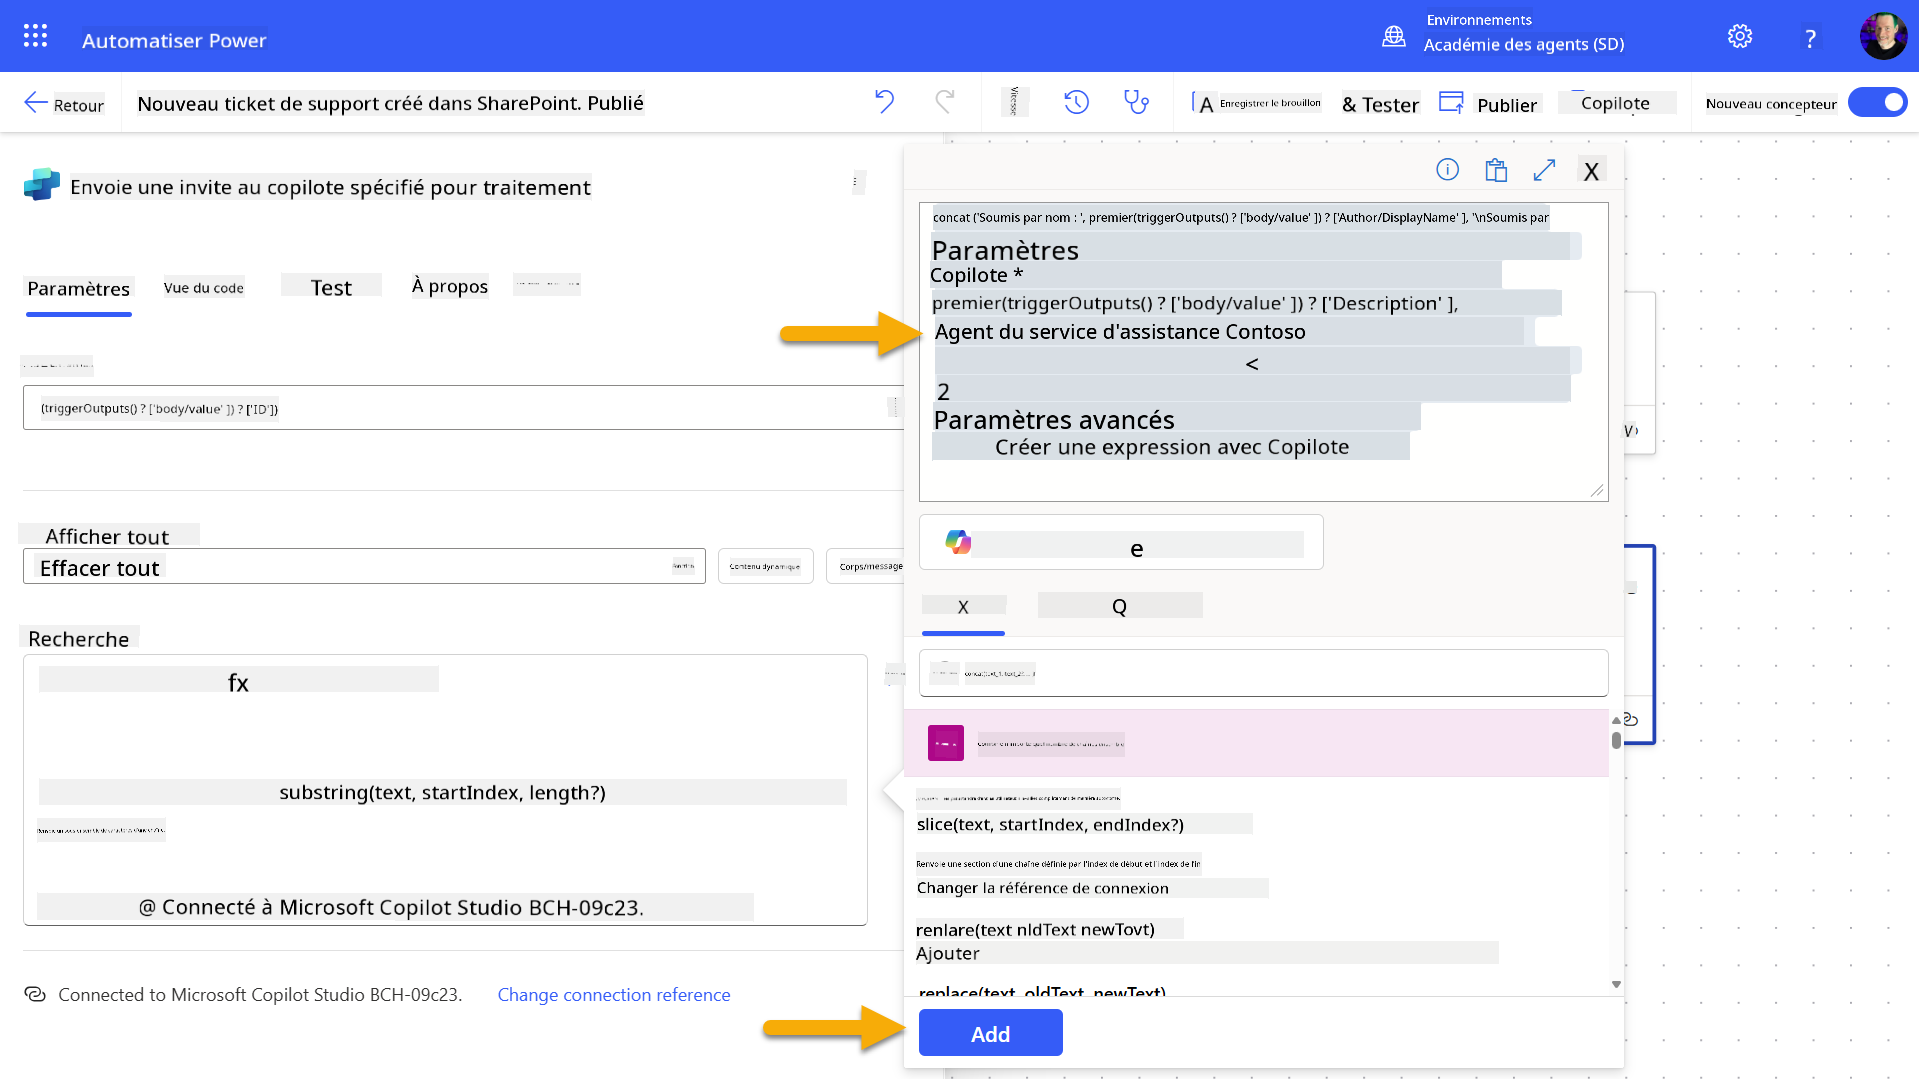 Automatiser Power
Environnements
Académie des agents (SD)
?
Retour
Nouveau ticket de support créé dans SharePoint. Publié
Vitesse
A Enregistrer le brouillon
& Tester
Publier
Copilote
Nouveau concepteur
Envoie une invite au copilote spécifié pour traitement
X
Paramètres
Vue du code
Test
À propos
(triggerOutputs() ? ['body/value' ]) ? ['ID'])
Afficher tout
Effacer tout
fonction
Contenu dynamique
Corps/message
Recherche
fx
substring(text, startIndex, length?)
@ Connecté à Microsoft Copilot Studio BCH-09c23.
Connected to Microsoft Copilot Studio BCH-09c23.
Change connection reference
concat ('Soumis par nom : ', premier(triggerOutputs() ? ['body/value' ]) ? ['Author/DisplayName' ], '\nSoumis par
Paramètres
Copilote *
premier(triggerOutputs() ? ['body/value' ]) ? ['Description' ],
Agent du service d'assistance Contoso
<
2
Paramètres avancés
Créer une expression avec Copilote
e
X
Q
concat(text_1, text_2?, ...)
slice(text, startIndex, endIndex?)
Renvoie une section d'une chaîne définie par l'index de début et l'index de fin
Changer la référence de connexion
renlare(text nldText newTovt)
Ajouter
replace(text, oldText, newText)
Add